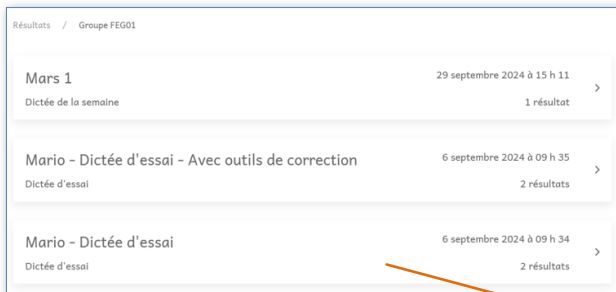 Résultats / Groupe FEG01
Mars 1
29 septembre 2024 à 15 h 11
Dictée de la semaine
1 résultat
Mario - Dictée d'essai - Avec outils de correction
6 septembre 2024 à 09 h 35
Dictée d'essai
2 résultats
Mario - Dictée d'essai
6 septembre 2024 à 09 h 34
Dictée d'essai
2 résultats